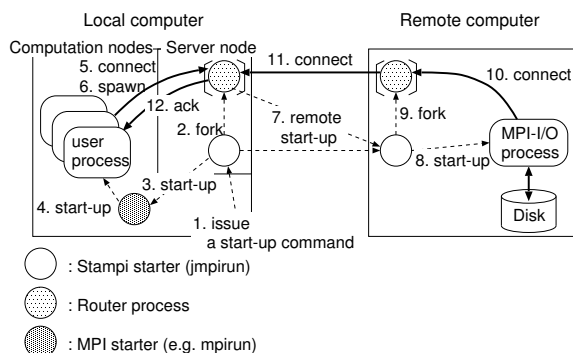 Local computer
Remote computer
Computation nodes
Server node
5. connect
6. spawn
11. connect
10. connect
12. ack
2. fork
7. remote
start-up
9. fork
user
process
MPI-I/O
process
8. start-up
3. start-up
4. start-up
1. issue
a start-up command
Disk
: Stampi starter (jmpirun)
: Router process
: MPI starter (e.g. mpirun)